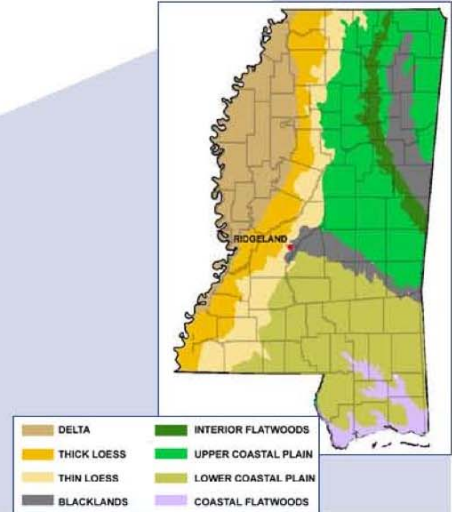 RIDGELAND
DELTA
THICK LOESS
THIN LOESS
BLACKLANDS
INTERIOR FLATWOODS
UPPER COASTAL PLAIN
LOWER COASTAL PLAIN
COASTAL FLATWOODS